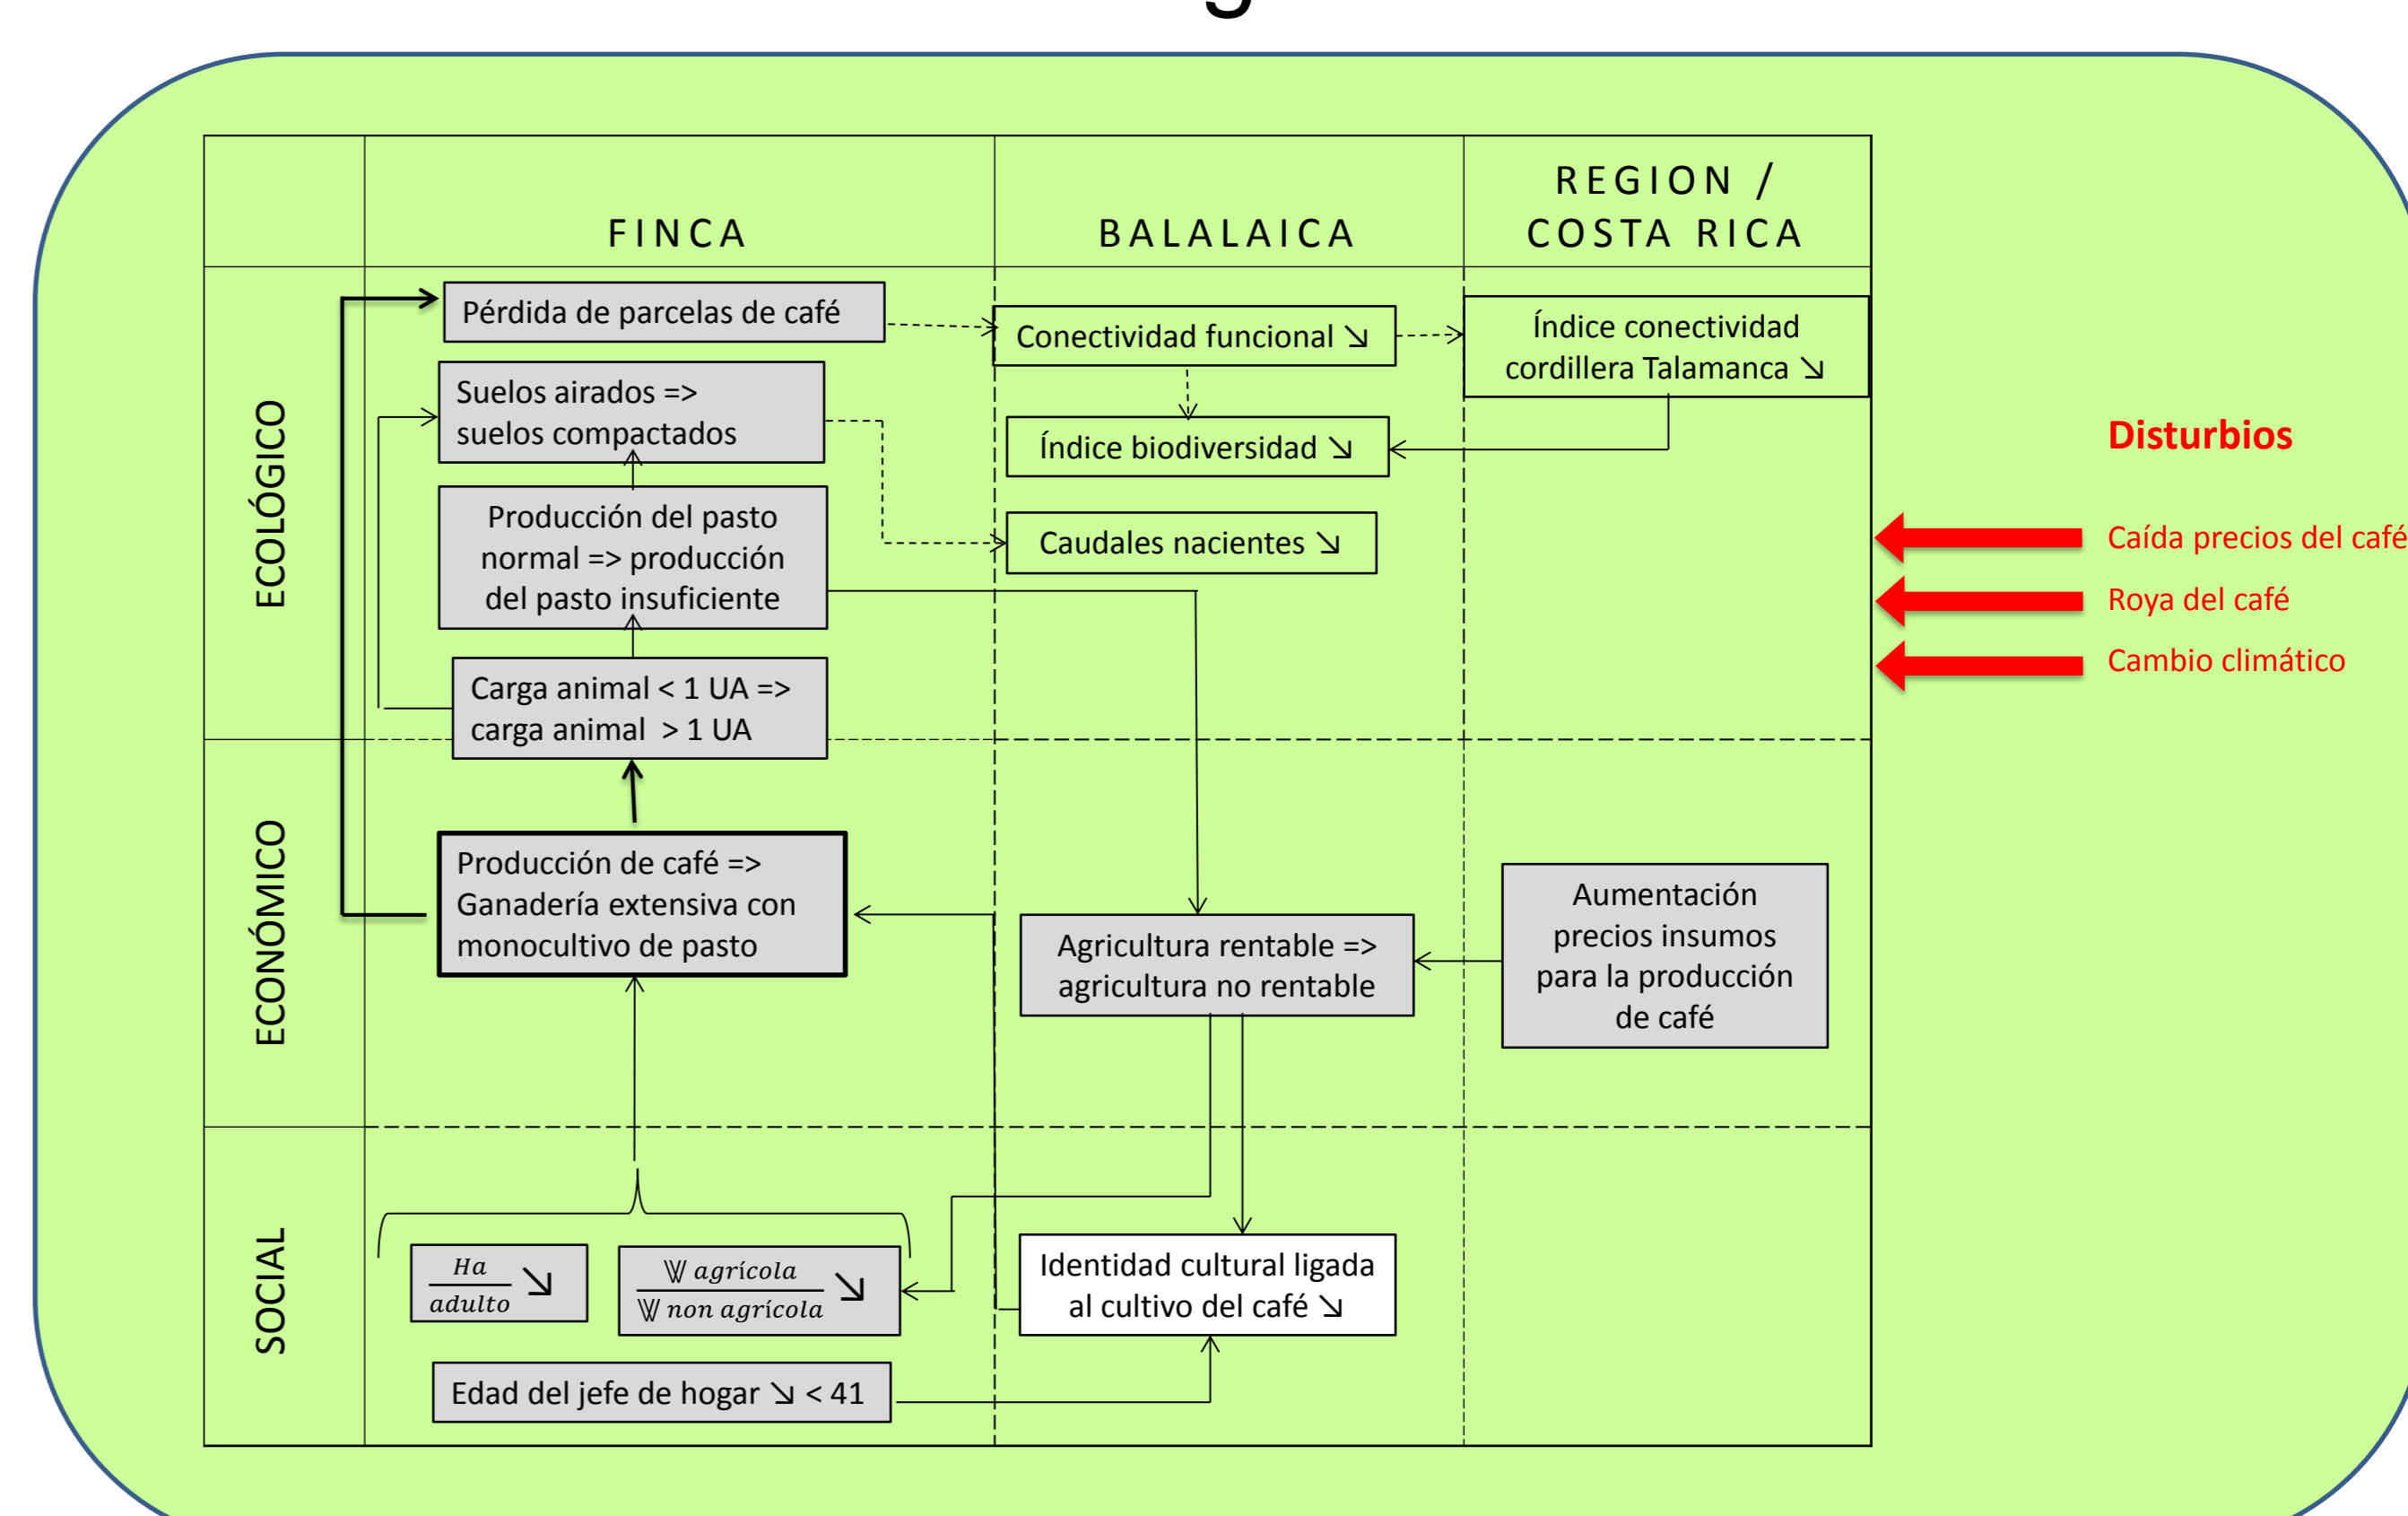 REGION /
FINCA
BALALAICA
COSTA RICA
ECOLÓGICO
Pérdida de parcelas de café
Conectividad funcional ↘
Índice conectividad
cordillera Talamanca ↘
Suelos airados =>
suelos compactados
Índice biodiversidad ↘
Producción del pasto
normal => producción
del pasto insuficiente
Caudales nacientes ↘
Carga animal < 1 UA =>
carga animal > 1 UA
Disturbios
Caída precios del café
Roya del café
Cambio climático
ECONÓMICO
Producción de café =>
Ganadería extensiva con
monocultivo de pasto
Agricultura rentable =>
agricultura no rentable
Aumentación
precios insumos
para la producción
de café
SOCIAL
Ha
adulto ↘
W agrícola
W non agrícola ↘
Identidad cultural ligada
al cultivo del café ↘
Edad del jefe de hogar ↘ < 41